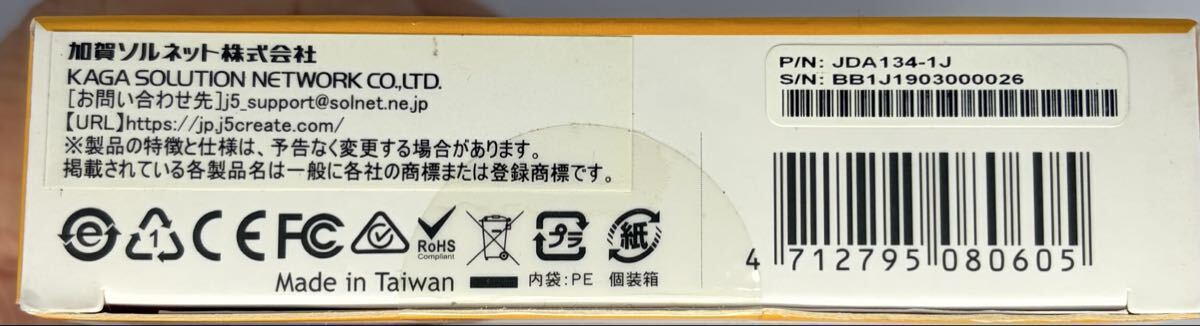 加賀ソルネット株式会社
KAGA SOLUTION NETWORK CO.,LTD.
[お問い合わせ先]j5_support@solnet.ne.jp
【URL】https://jp.j5create.com/
※製品の特徴と仕様は、予告なく変更する場合があります。
掲載されている各製品名は一般に各社の商標または登録商標です。
e 1 CE FC RoHS プラ 紙
Compliant
Made in Taiwan 内袋:PE 個装箱
P/N: JDA134-1J
S/N: BB1J1903000026
4 712795 080605